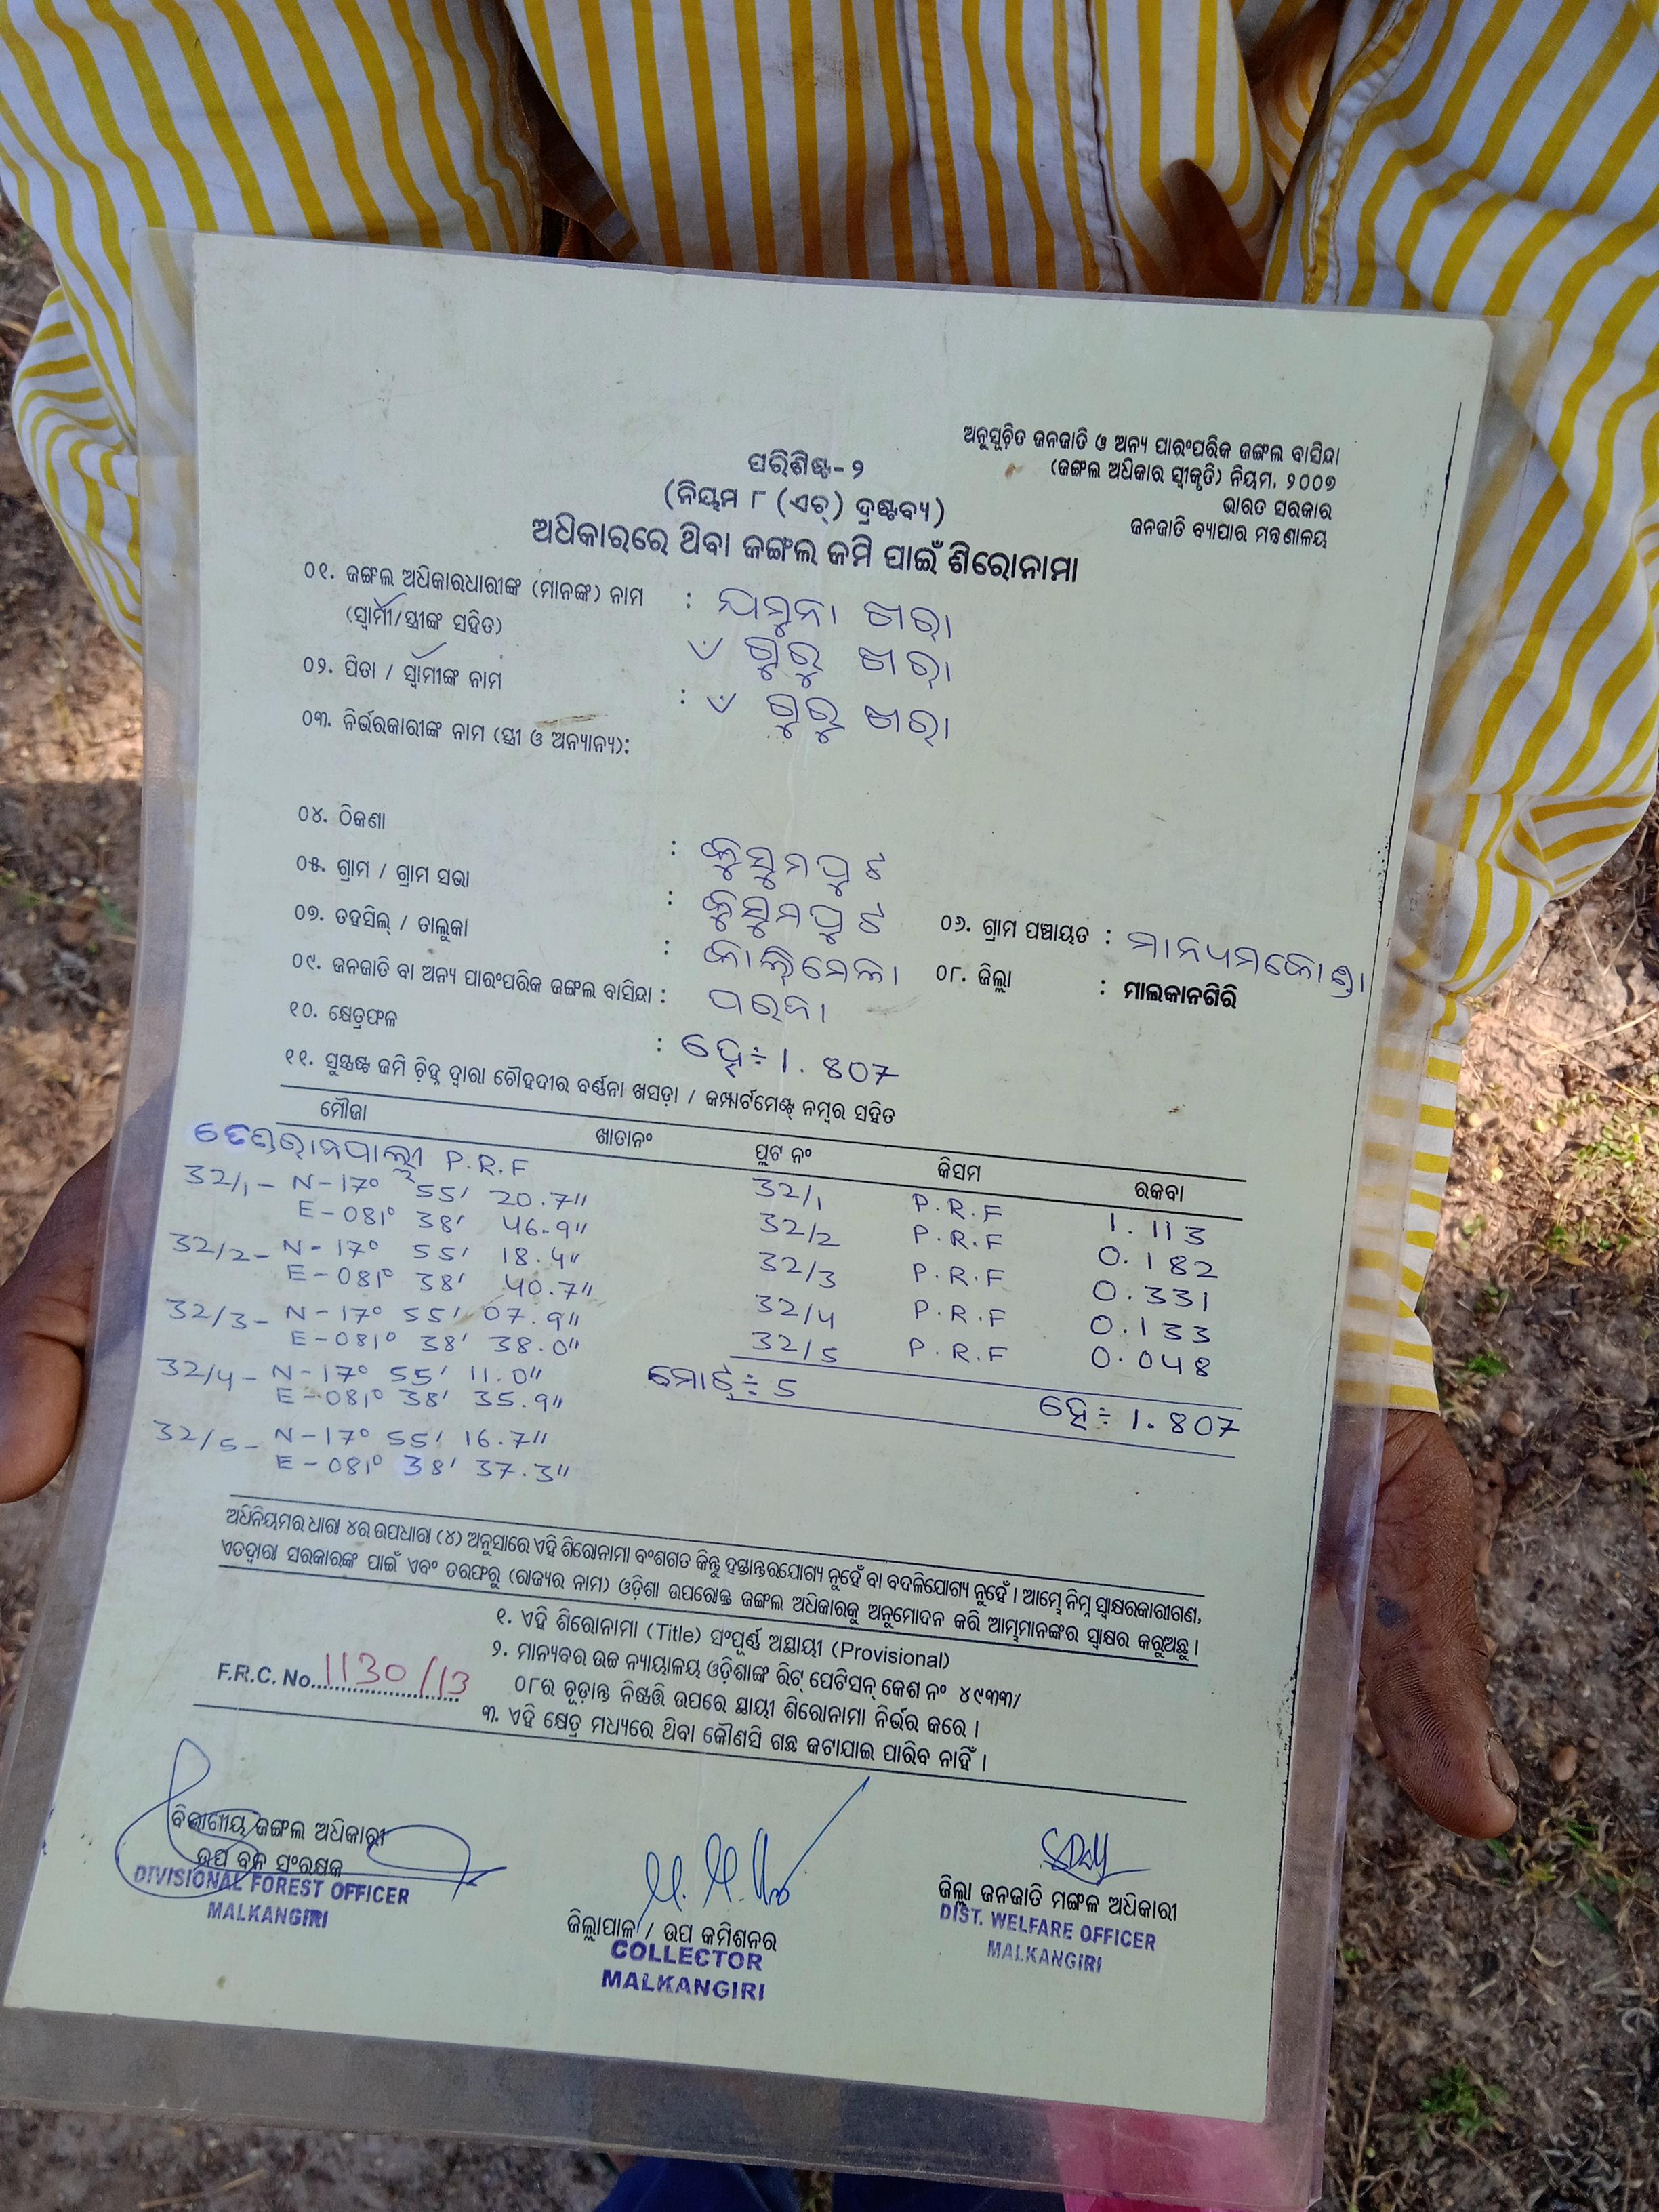 ଅନୁସୂଚିତ ଜନଜାତି ଓ ଅନ୍ୟ ପାରଂପରିକ ଜଙ୍ଗଲ ବାସିନ୍ଦା
(ଜଙ୍ଗଲ ଅଧିକାର ସ୍ୱୀକୃତି) ନିୟମ, ୨୦୦୭
ଭାରତ ସରକାର
ଜନଜାତି ବ୍ୟାପାର ମନ୍ତ୍ରଣାଳୟ
ପରିଶିଷ୍ଟ-୨
(ନିୟମ ୮ (ଏଚ୍) ଦ୍ରଷ୍ଟବ୍ୟ)
ଅଧିକାରରେ ଥିବା ଜଙ୍ଗଲ ଜମି ପାଇଁ ଶିରୋନାମା
୦୧. ଜଙ୍ଗଲ ଅଧିକାରଧାରୀଙ୍କ (ମାନଙ୍କ) ନାମ : ଯମୁନା ଖରା
(ସ୍ୱାମୀ/ସ୍ତ୍ରୀଙ୍କ ସହିତ) ଗୁରୁ ଖରା
୦୨. ପିତା / ସ୍ୱାମୀଙ୍କ ନାମ : ଗୁରୁ ଖରା
୦୩. ନିର୍ଭରକାରୀଙ୍କ ନାମ (ସ୍ତ୍ରୀ ଓ ଅନ୍ୟାନ୍ୟ):
୦୪. ଠିକଣା : କୁସୁମପୁଟ
୦୫. ଗ୍ରାମ / ଗ୍ରାମ ସଭା : କୁସୁମପୁଟ
୦୬. ଗ୍ରାମ ପଞ୍ଚାୟତ : ମାନ୍ୟମକୋଣ୍ଡା
୦୭. ତହସିଲ୍ / ତାଲୁକା : କାଲିମେଳା
୦୮. ଜିଲ୍ଲା : ମାଲକାନଗିରି
୦୯. ଜନଜାତି ବା ଅନ୍ୟ ପାରଂପରିକ ଜଙ୍ଗଲ ବାସିନ୍ଦା : ପରଜା
୧୦. କ୍ଷେତ୍ରଫଳ : ହେ÷1.807
୧୧. ସୁସ୍ପଷ୍ଟ ଜମି ଚିହ୍ନ ଦ୍ୱାରା ଚୌହଦୀର ବର୍ଣ୍ଣନା ଖସଡ଼ା / କମ୍ପାର୍ଟମେଣ୍ଟ୍ ନମ୍ବର ସହିତ
ମୌଜା ଖାତାନଂ ପ୍ଲଟ ନଂ କିସମ ରକବା
P.R.F
32/1 - N-17° 55' 20.7" 32/1 P.R.F 1.113
E-081° 38' 46.9"
32/2 - N-17° 55' 18.4" 32/2 P.R.F 0.182
E-081° 38' 40.7"
32/3 - N-17° 55' 07.9" 32/3 P.R.F 0.331
E-081° 38' 38.0"
32/4 - N-17° 55' 11.0" 32/4 P.R.F 0.133
E-081° 38' 35.9"
32/5 - N-17° 55' 16.7" 32/5 P.R.F 0.048
E-081° 38' 37.3"
ମୋଟ÷ 5 ହେ÷ 1.807
ଅଧିନିୟମର ଧାରା ୪ର ଉପଧାରା (୪) ଅନୁସାରେ ଏହି ଶିରୋନାମା ବଂଶଗତ କିନ୍ତୁ ହସ୍ତାନ୍ତରଯୋଗ୍ୟ ନୁହେଁ ବା ବଦଳିଯୋଗ୍ୟ ନୁହେଁ । ଆମ୍ଭେ ନିମ୍ନ ସ୍ୱାକ୍ଷରକାରୀଗଣ,
ଏତଦ୍ୱାରା ସରକାରଙ୍କ ପାଇଁ ଏବଂ ତରଫରୁ (ରାଜ୍ୟର ନାମ) ଓଡ଼ିଶା ଉପରୋକ୍ତ ଜଙ୍ଗଲ ଅଧିକାରକୁ ଅନୁମୋଦନ କରି ଆମ୍ଭମାନଙ୍କର ସ୍ୱାକ୍ଷର କରୁଅଛୁ ।
୧. ଏହି ଶିରୋନାମା (Title) ସଂପୂର୍ଣ୍ଣ ଅସ୍ଥାୟୀ (Provisional)
୨. ମାନ୍ୟବର ଉଚ୍ଚ ନ୍ୟାୟାଳୟ ଓଡ଼ିଶାଙ୍କ ରିଟ୍ ପେଟିସନ୍ କେଶ ନଂ ୪୯୩୩/
୦୮ର ଚୂଡ଼ାନ୍ତ ନିଷ୍ପତ୍ତି ଉପରେ ସ୍ଥାୟୀ ଶିରୋନାମା ନିର୍ଭର କରେ ।
୩. ଏହି କ୍ଷେତ୍ର ମଧ୍ୟରେ ଥିବା କୌଣସି ଗଛ କଟାଯାଇ ପାରିବ ନାହିଁ ।
F.R.C. No. 1130/13
ବିଭାଗୀୟ ଜଙ୍ଗଲ ଅଧିକାରୀ
ଉପ ବନ ସଂରକ୍ଷକ
DIVISIONAL FOREST OFFICER
MALKANGIRI
ଜିଲ୍ଲାପାଳ / ଉପ କମିଶନର
COLLECTOR
MALKANGIRI
ଜିଲ୍ଲା ଜନଜାତି ମଙ୍ଗଳ ଅଧିକାରୀ
DIST. WELFARE OFFICER
MALKANGIRI